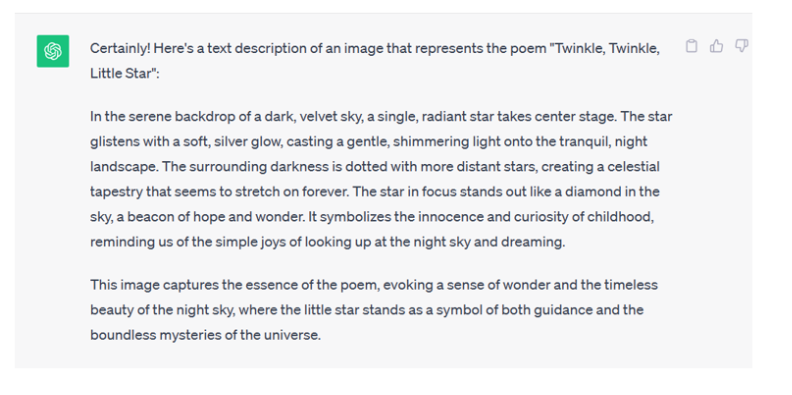 Certainly! Here's a text description of an image that represents the poem "Twinkle, Twinkle,
Little Star":
In the serene backdrop of a dark, velvet sky, a single, radiant star takes center stage. The star
glistens with a soft, silver glow, casting a gentle, shimmering light onto the tranquil, night
landscape. The surrounding darkness is dotted with more distant stars, creating a celestial
tapestry that seems to stretch on forever. The star in focus stands out like a diamond in the
sky, a beacon of hope and wonder. It symbolizes the innocence and curiosity of childhood,
reminding us of the simple joys of looking up at the night sky and dreaming.
This image captures the essence of the poem, evoking a sense of wonder and the timeless
beauty of the night sky, where the little star stands as a symbol of both guidance and the
boundless mysteries of the universe.